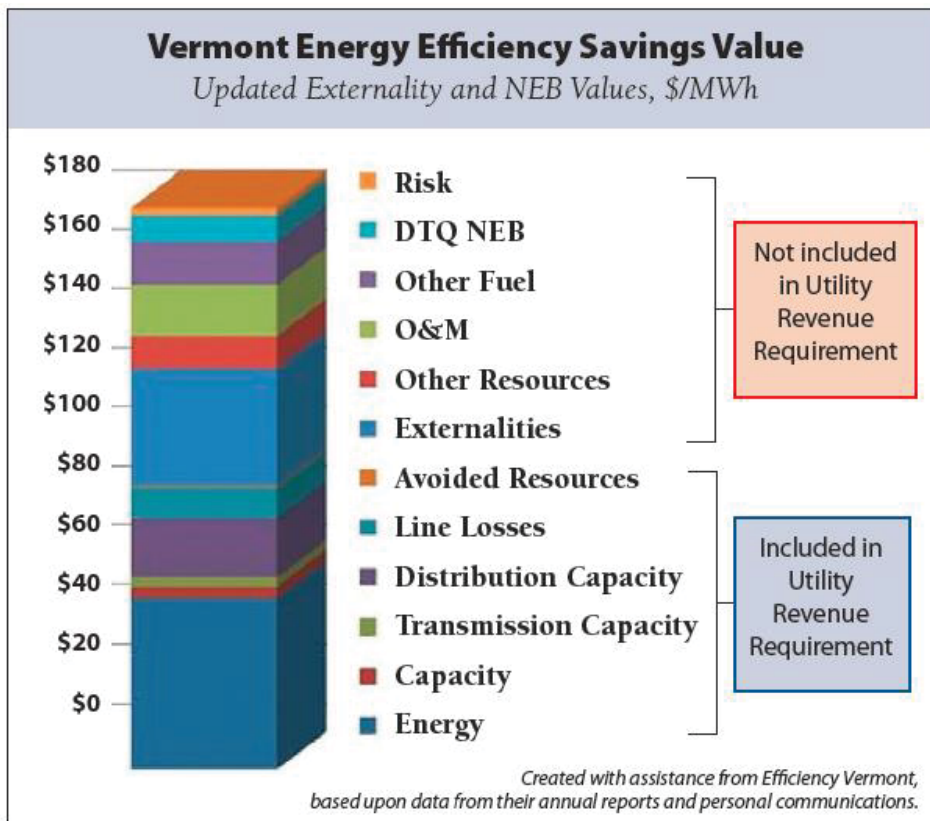 Vermont Energy Efficiency Savings Value
Updated Externality and NEB Values, $/MWh
$180
$160
$140
$120
$100
$80
$60
$40
$20
$0
Risk
DTQ NEB
Other Fuel
O&M
Other Resources
Externalities
Avoided Resources
Line Losses
Distribution Capacity
Transmission Capacity
Capacity
Energy
Not included
in Utility
Revenue
Requirement
Included in
Utility
Revenue
Requirement
Created with assistance from Efficiency Vermont,
based upon data from their annual reports and personal communications.